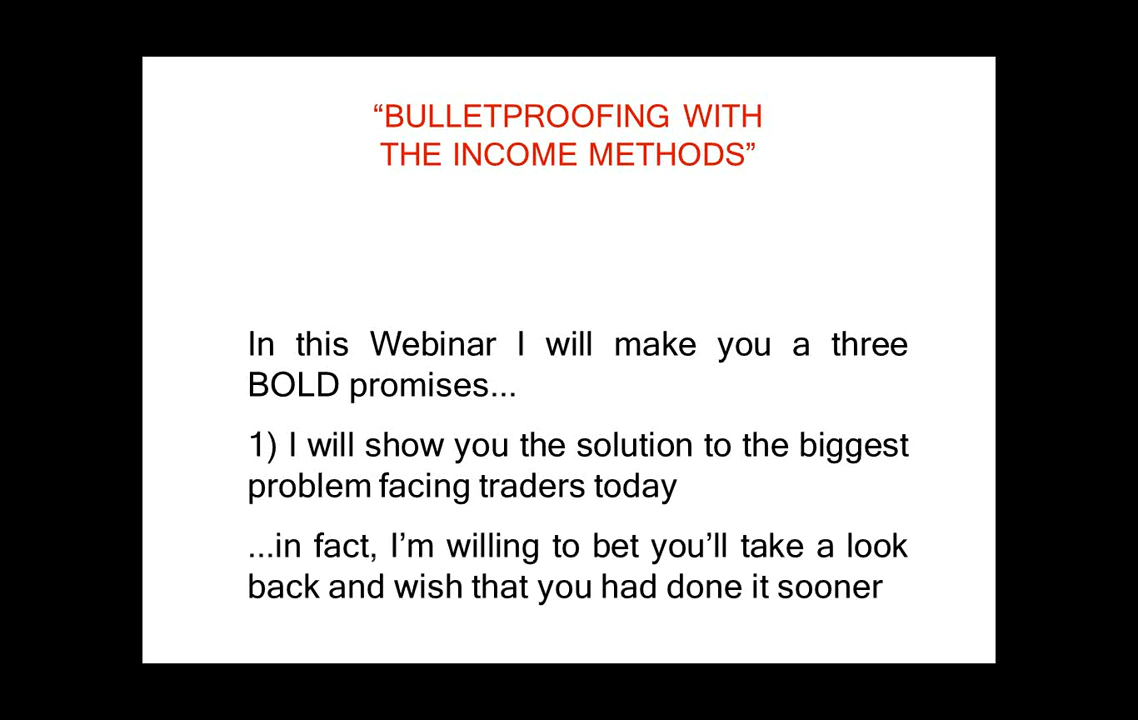 “BULLETPROOFING WITH
THE INCOME METHODS”
In this Webinar I will make you a three
BOLD promises...
1) I will show you the solution to the biggest
problem facing traders today
...in fact, I’m willing to bet you’ll take a look
back and wish that you had done it sooner